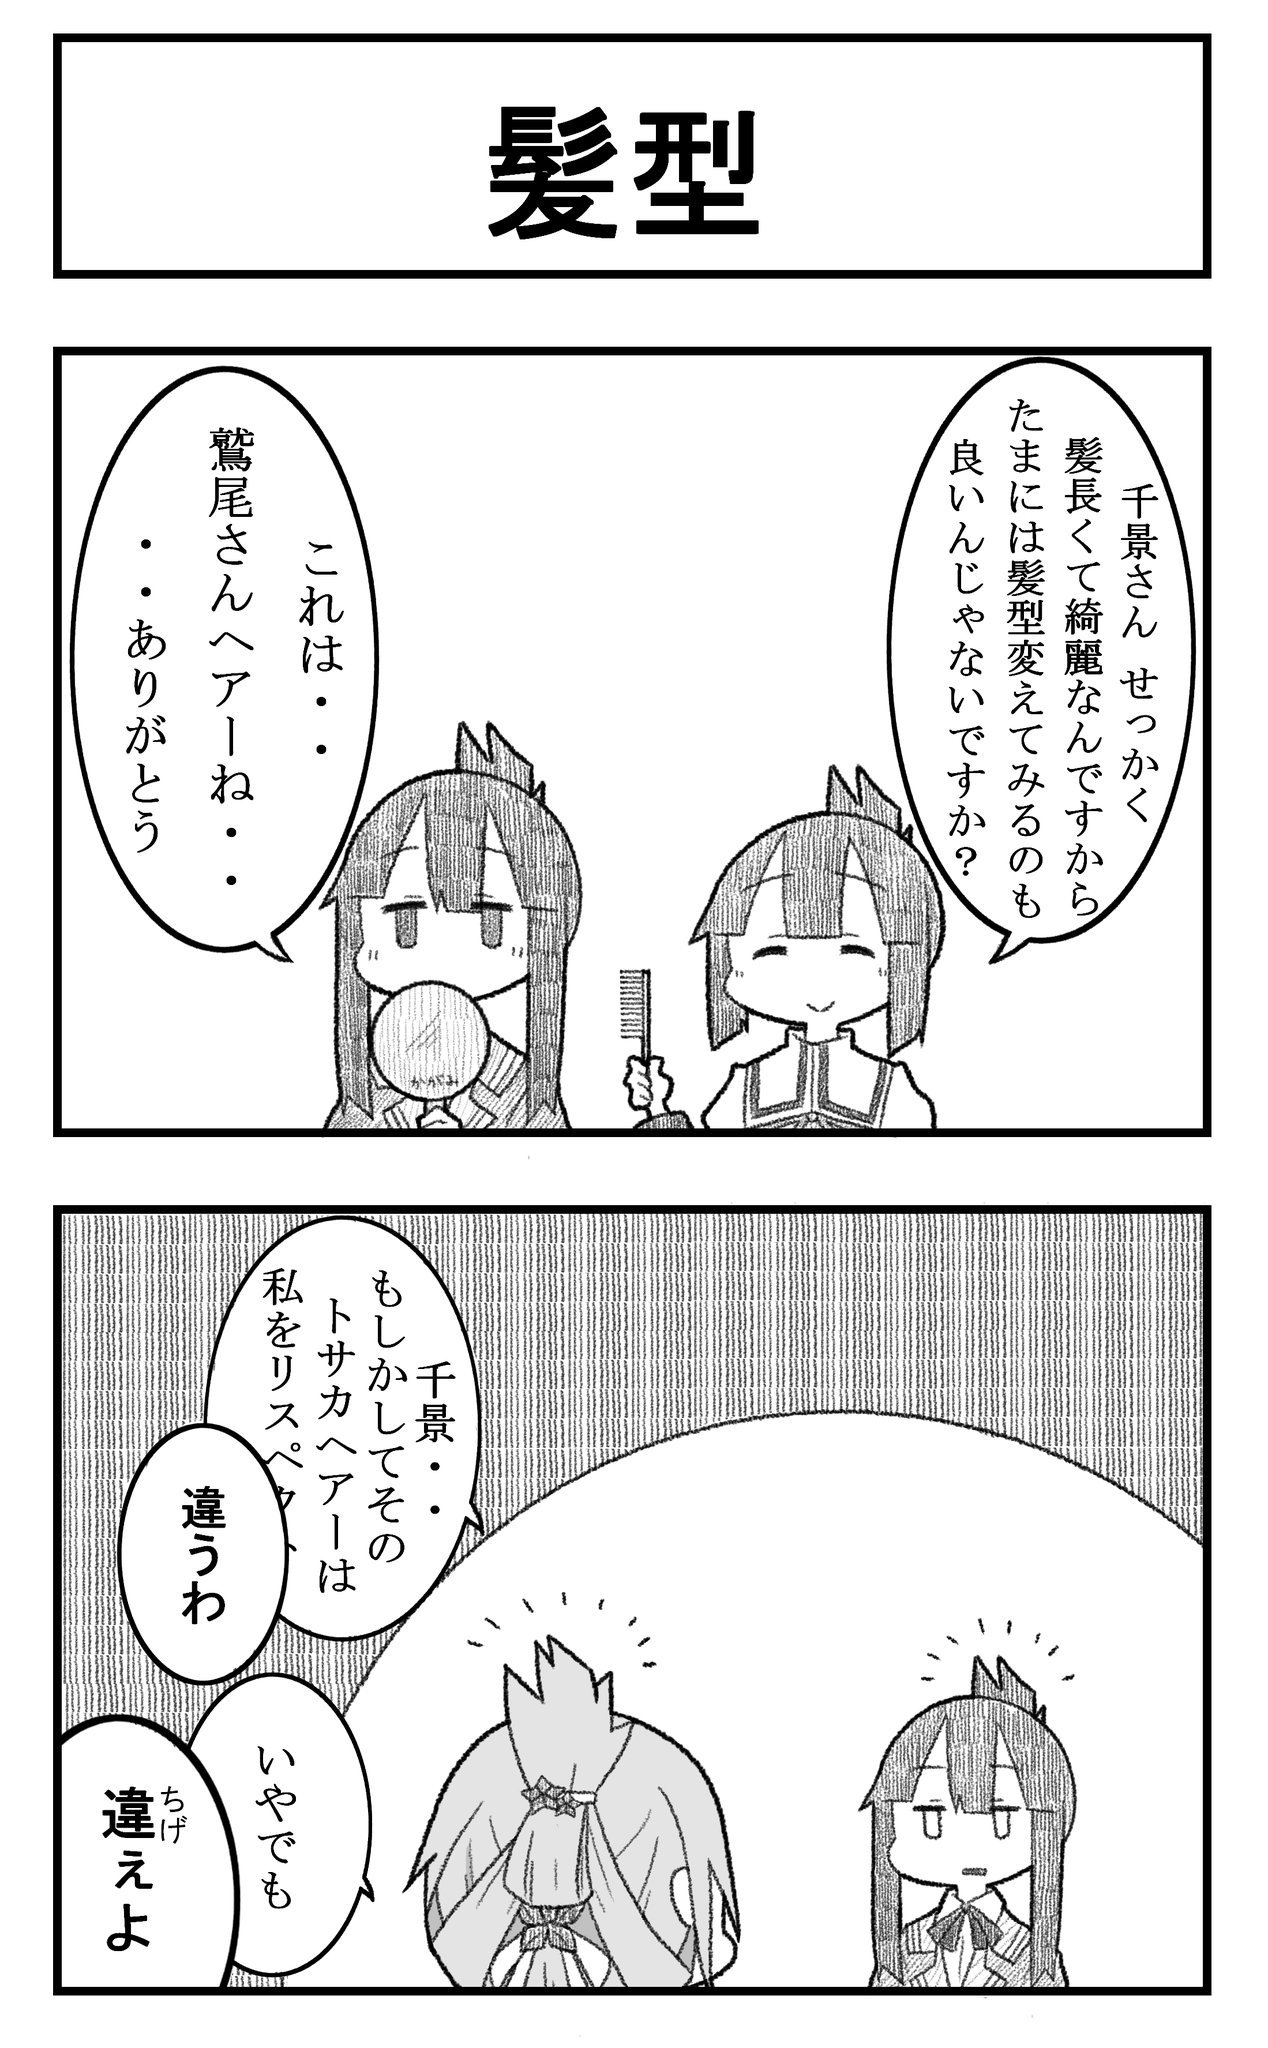 髪型
千景さん せっかく
髪長くて綺麗なんですから
たまには髪型変えてみるのも
良いんじゃないですか？
これは・・
鷲尾さんヘアーね・・
・・ありがとう
千景・・
もしかしてその
トサカヘアーは
私をリスペク
違うわ
いやでも
違ぇよ
ちげ